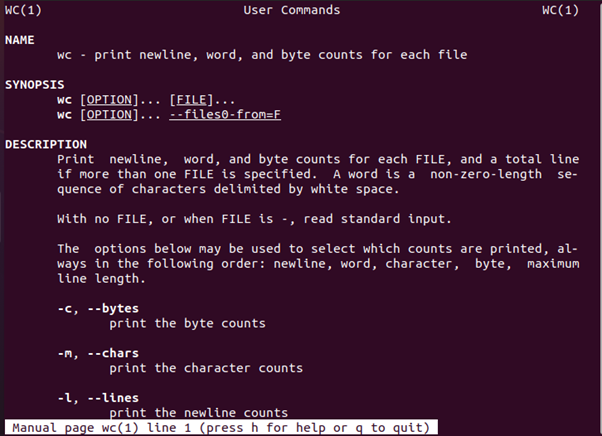 WC(1) User Commands WC(1)
NAME
wc - print newline, word, and byte counts for each file
SYNOPSIS
wc [OPTION]... [FILE]...
wc [OPTION]... --files0-from=F
DESCRIPTION
Print newline, word, and byte counts for each FILE, and a total line
if more than one FILE is specified. A word is a non-zero-length se-
quence of characters delimited by white space.
With no FILE, or when FILE is -, read standard input.
The options below may be used to select which counts are printed, al-
ways in the following order: newline, word, character, byte, maximum
line length.
-c, --bytes
print the byte counts
-m, --chars
print the character counts
-l, --lines
print the newline counts
Manual page wc(1) line 1 (press h for help or q to quit)